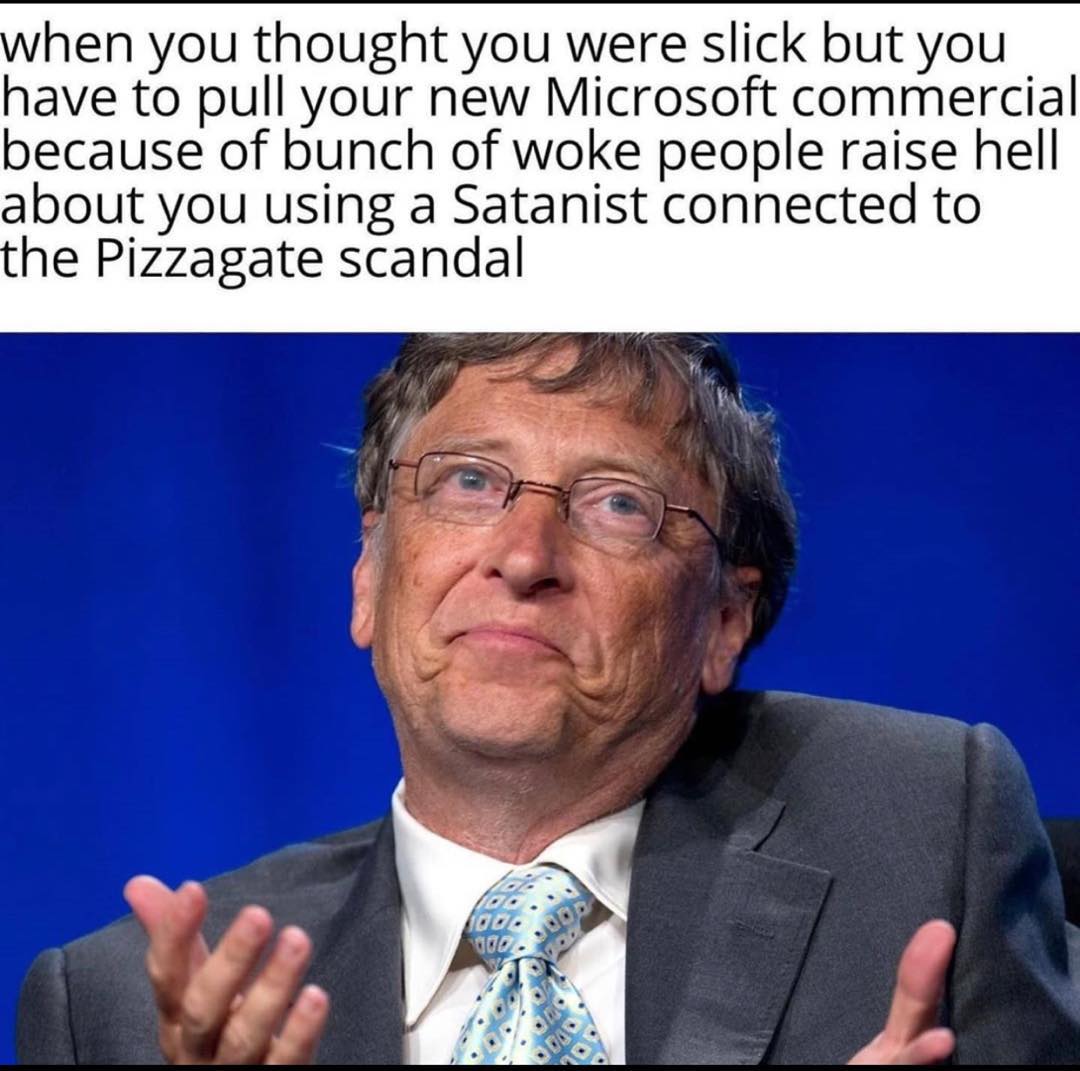 when you thought you were slick but you
have to pull your new Microsoft commercial
because of bunch of woke people raise hell
about you using a Satanist connected to
the Pizzagate scandal